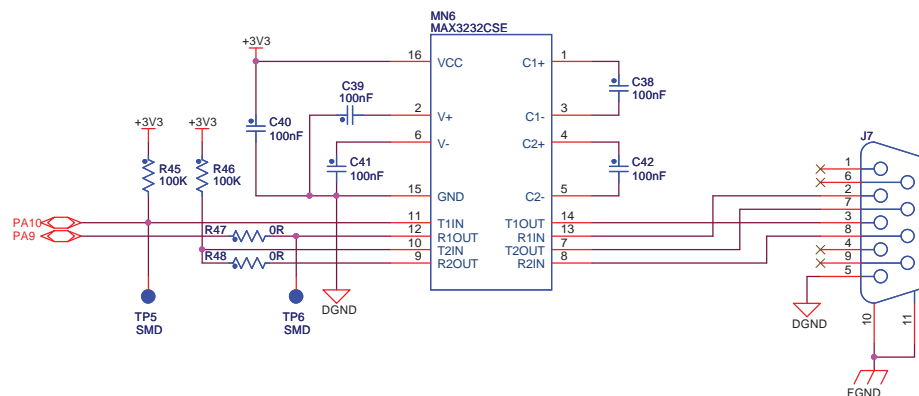 MN6
MAX3232CSE
+3V3
16
VCC
C1+
1
C39
100nF
C38
100nF
C40
100nF
2
V+
C1-
3
+3V3
+3V3
6
V-
C2+
4
J7
R45
100K
R46
100K
C41
100nF
C42
100nF
1
6
15
GND
C2-
5
2
7
PA10
11
T1IN
T1OUT
14
3
PA9
R47
0R
12
R1OUT
R1IN
13
8
10
T2IN
T2OUT
7
4
R48
0R
9
R2OUT
R2IN
8
9
5
TP5
SMD
TP6
SMD
DGND
DGND
10
11
EGND